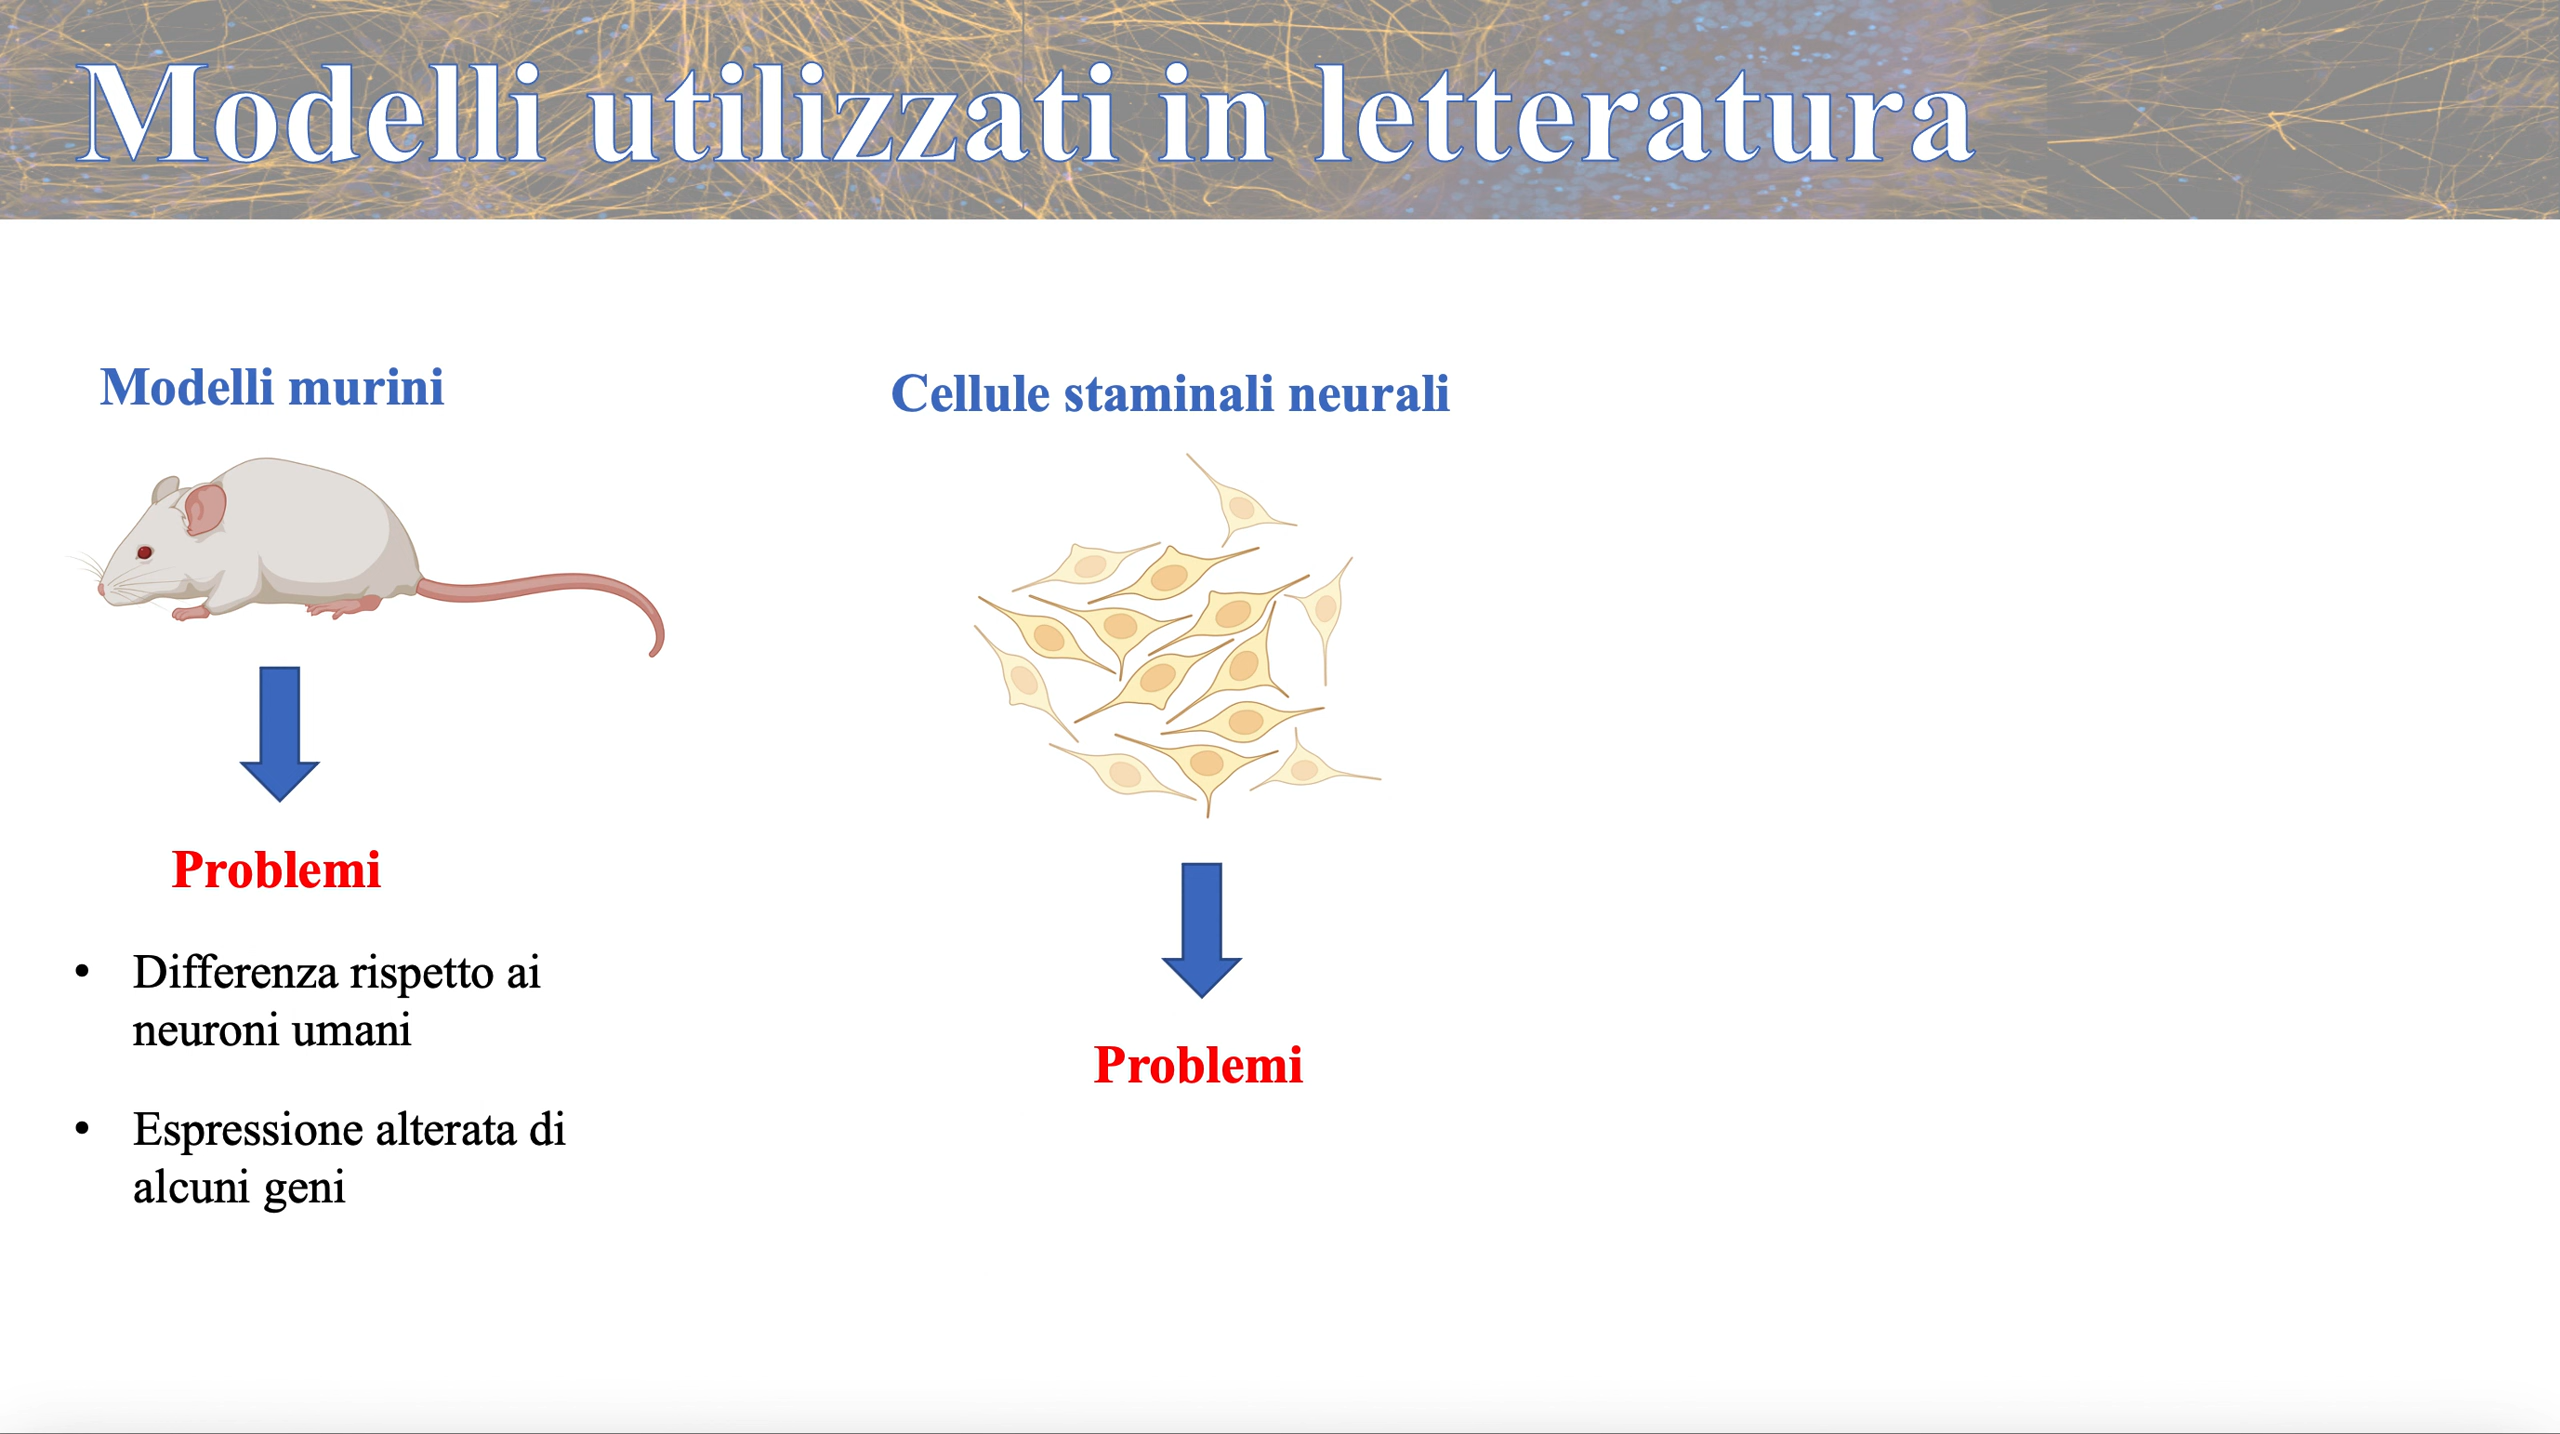 Modelli utilizzati in letteratura
Modelli murini
Problemi
• Differenza rispetto ai
neuroni umani
• Espressione alterata di
alcuni geni
Cellule staminali neurali
Problemi